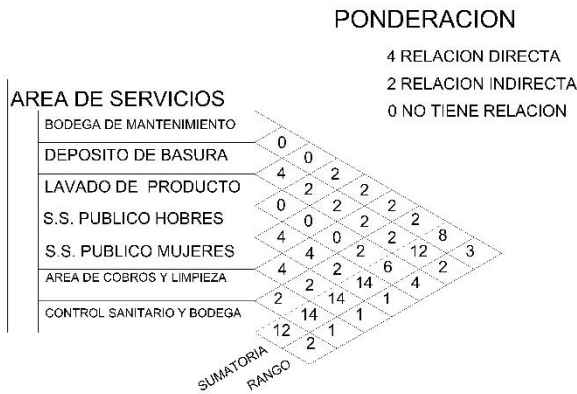 PONDERACION
4 RELACION DIRECTA
2 RELACION INDIRECTA
0 NO TIENE RELACION
AREA DE SERVICIOS
BODEGA DE MANTENIMIENTO
DEPOSITO DE BASURA
LAVADO DE PRODUCTO
S.S. PUBLICO HOBRES
S.S. PUBLICO MUJERES
AREA DE COBROS Y LIMPIEZA
CONTROL SANITARIO Y BODEGA
0 0
4 2
2 2
0 2 2
0 2 8
4 0 2 12 3
4 2 6 2
4 2 14 4
2 14 1
14 1
12 1
2
SUMATORIA
RANGO